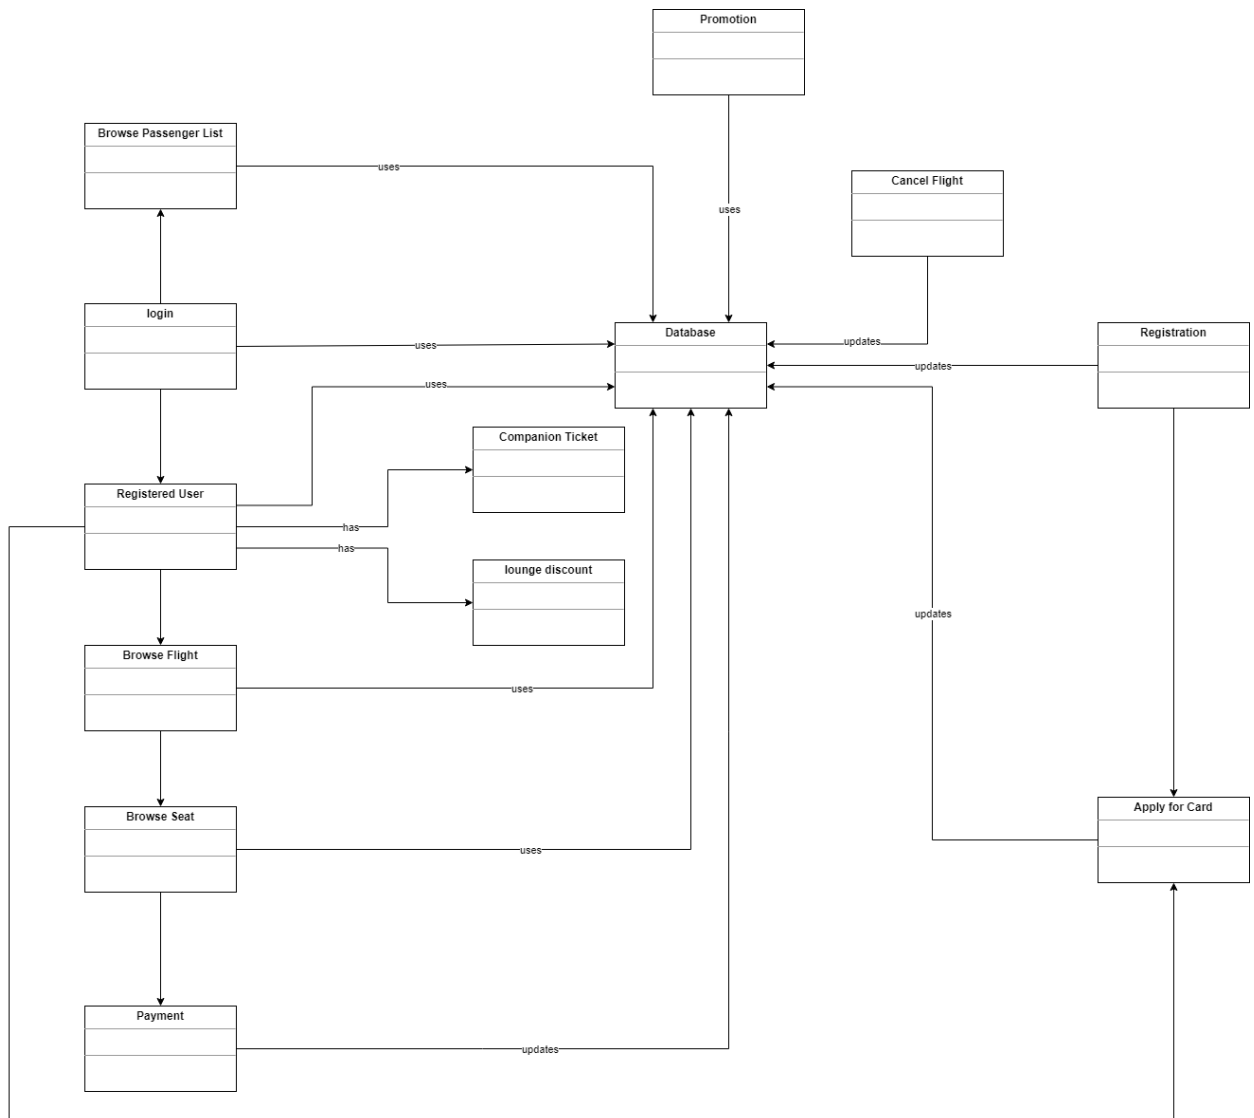 Promotion
Browse Passenger List
uses
Cancel Flight
uses
login
Database
Registration
uses
updates
updates
uses
Companion Ticket
Registered User
has
has
lounge discount
updates
Browse Flight
uses
Apply for Card
Browse Seat
uses
Payment
updates